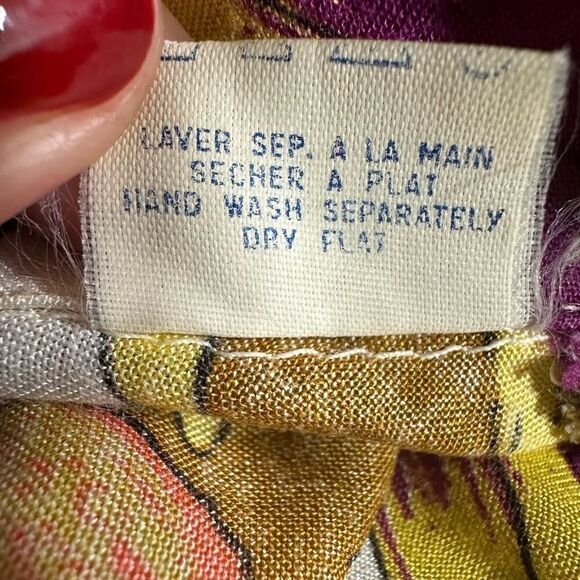 LAVER SEP. A LA MAIN
SECHER A PLAT
HAND WASH SEPARATELY
DRY FLAT